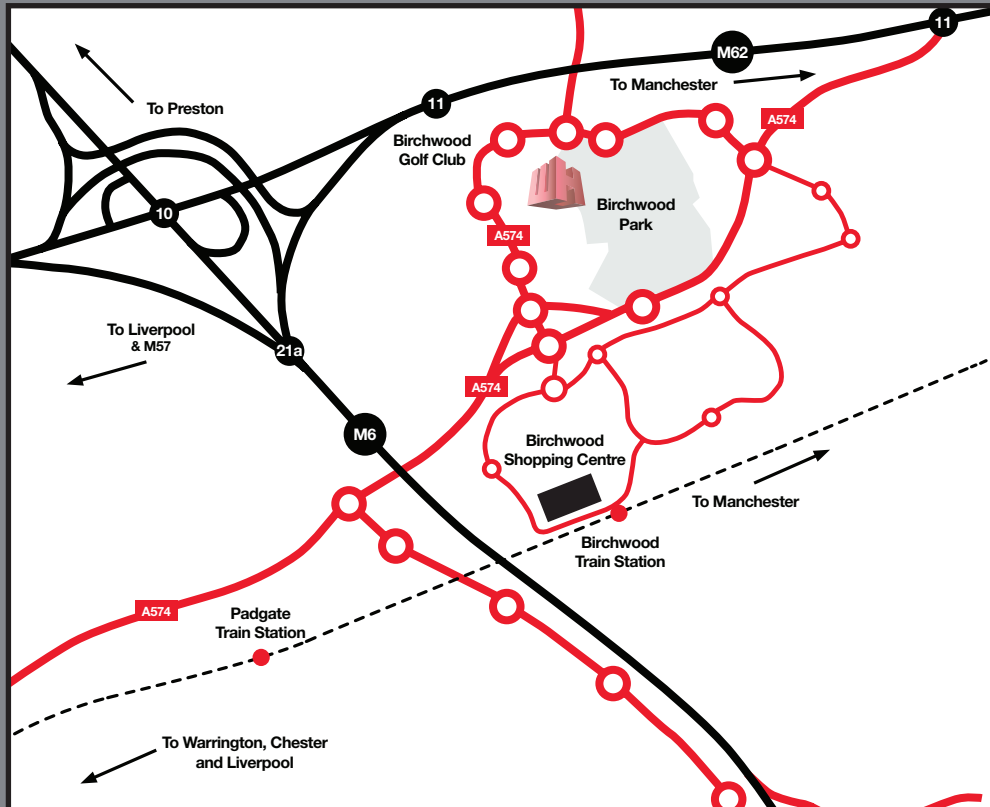 11
M62
To Manchester
To Preston
11
A574
Birchwood
Golf Club
WH
Birchwood
Park
10
A574
To Liverpool
& M57
21a
A574
M6
Birchwood
Shopping Centre
To Manchester
Birchwood
Train Station
A574
Padgate
Train Station
To Warrington, Chester
and Liverpool